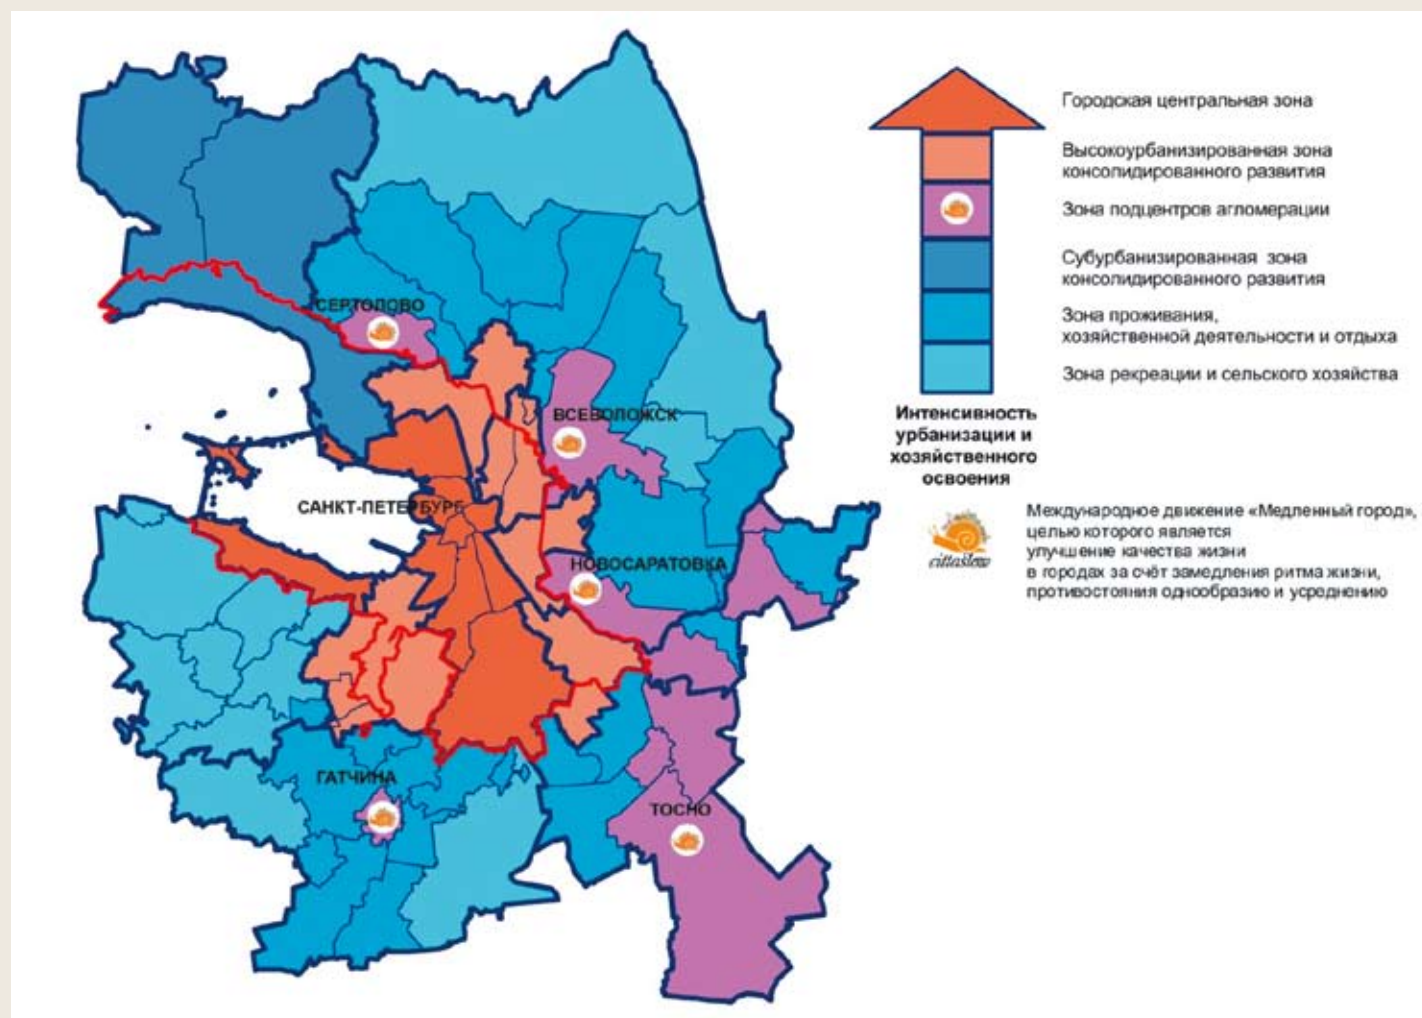 Городская центральная зона
Высокоурбанизированная зона
консолидированного развития
Зона подцентров агломерации
Субурбанизированная зона
консолидированного развития
Зона проживания,
хозяйственной деятельности и отдыха
Зона рекреации и сельского хозяйства
Интенсивность
урбанизации и
хозяйственного
освоения
cittaslow
Международное движение «Медленный город»,
целью которого является
улучшение качества жизни
в городах за счёт замедления ритма жизни,
противостояния однообразию и усреднению
СЕРТОЛОВО
ВСЕВОЛОЖСК
САНКТ-ПЕТЕРБУРГ
НОВОСАРАТОВКА
ГАТЧИНА
ТОСНО